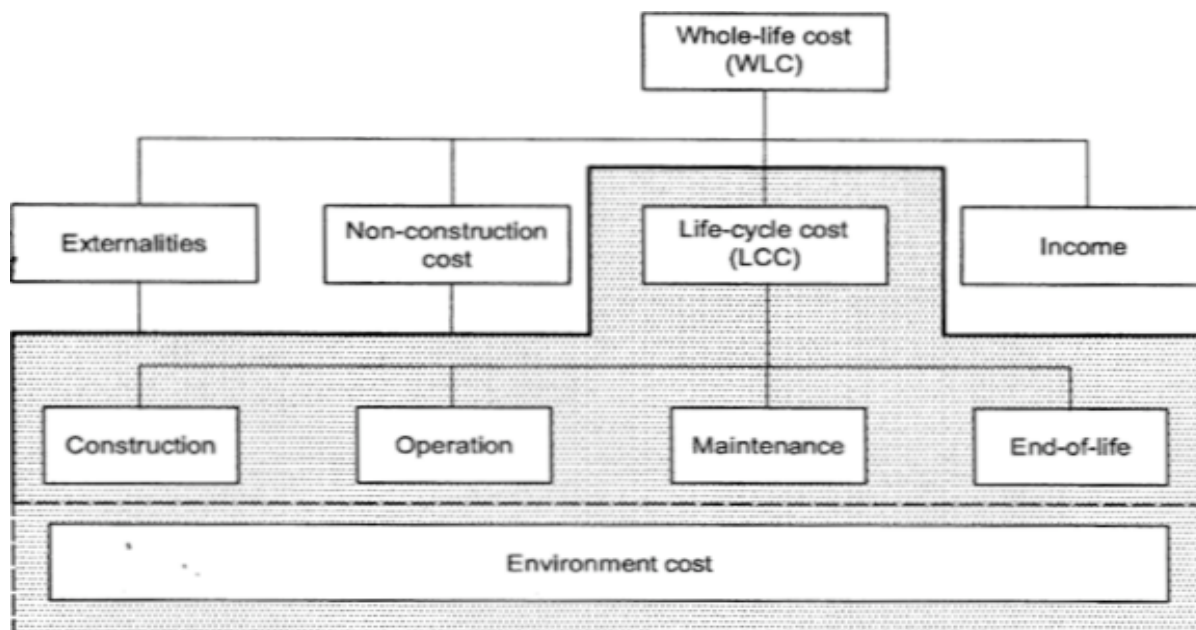 Whole-life cost
(WLC)
Externalities
Non-construction
cost
Life-cycle cost
(LCC)
Income
Construction
Operation
Maintenance
End-of-life
Environment cost